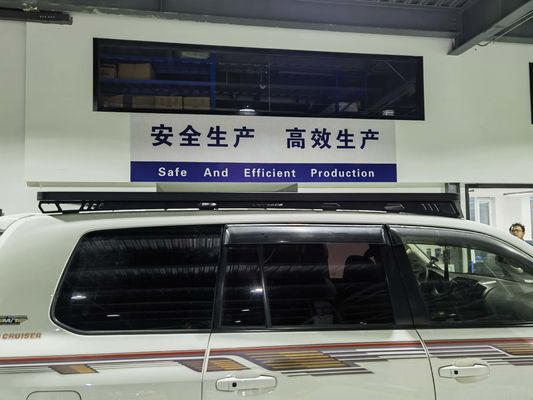 安全生产 高效生产
Safe And Efficient Production
M/T
CRUISER